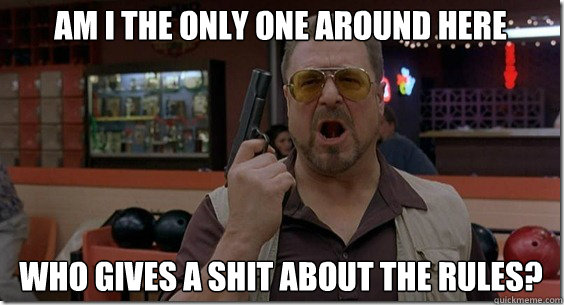 AM I THE ONLY ONE AROUND HERE
WHO GIVES A SHIT ABOUT THE RULES?
quickmeme.com